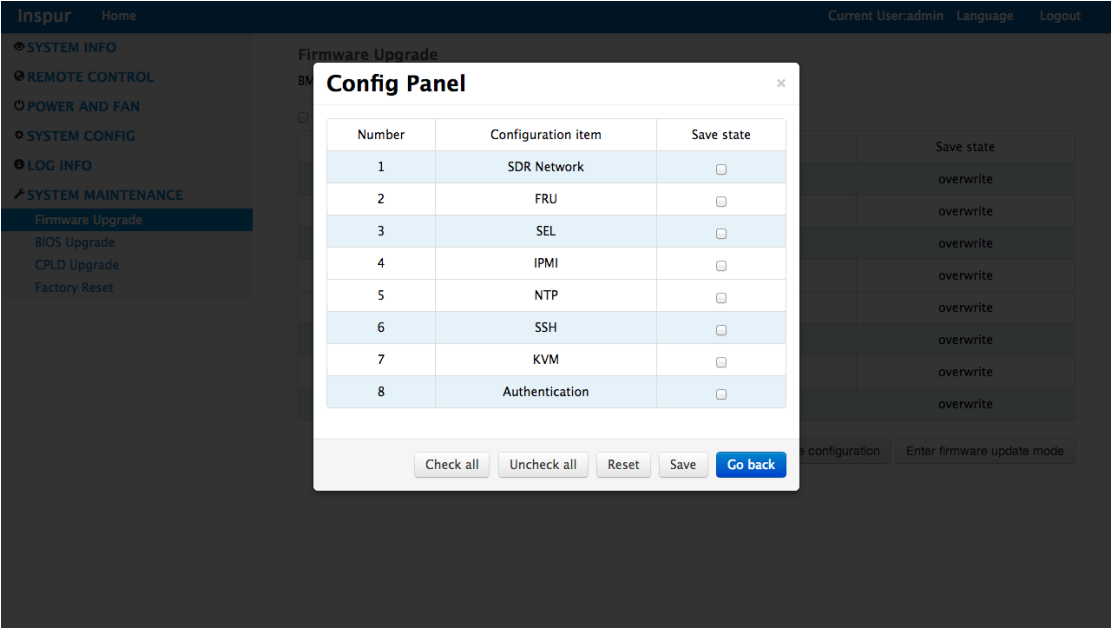 Inspur Home Current User:admin Language Logout
SYSTEM INFO
REMOTE CONTROL
POWER AND FAN
SYSTEM CONFIG
LOG INFO
SYSTEM MAINTENANCE
Firmware Upgrade
BIOS Upgrade
CPLD Upgrade
Factory Reset
Firmware Upgrade
Config Panel ×
Number Configuration item Save state
1 SDR Network
2 FRU
3 SEL
4 IPMI
5 NTP
6 SSH
7 KVM
8 Authentication
Check all Uncheck all Reset Save Go back
Save state
overwrite
overwrite
overwrite
overwrite
overwrite
overwrite
overwrite
overwrite
configuration Enter firmware update mode